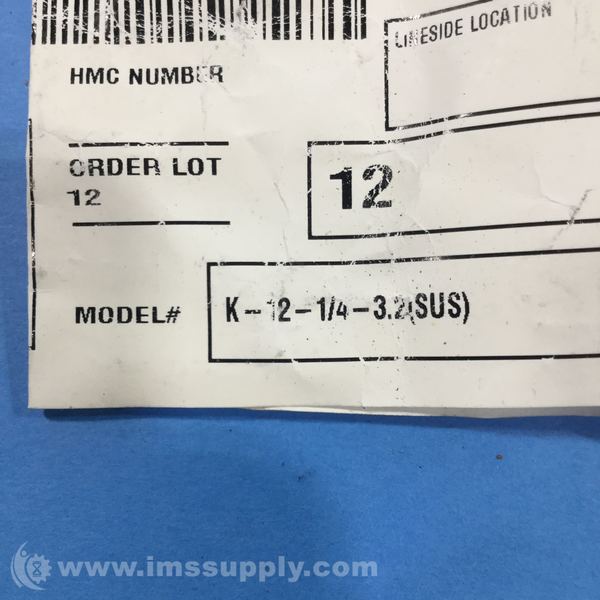 LINESIDE LOCATION
HMC NUMBER
ORDER LOT
12
12
MODEL#
K-12-1/4-3.2(SUS)
www.imssupply.com